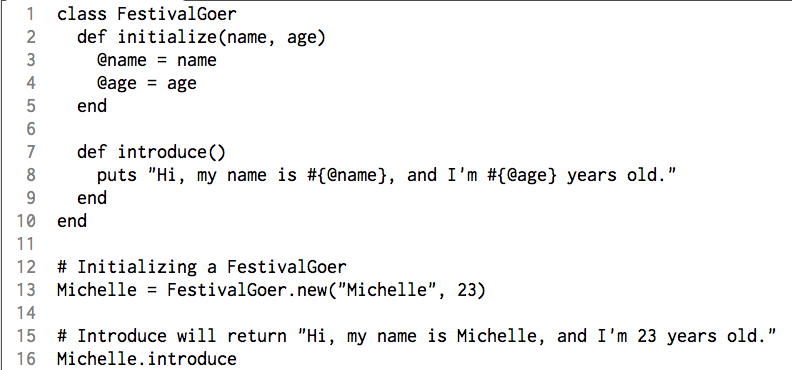 1 class FestivalGoer
2   def initialize(name, age)
3     @name = name
4     @age = age
5   end
6
7   def introduce()
8     puts "Hi, my name is #{@name}, and I'm #{@age} years old."
9   end
10 end
11
12 # Initializing a FestivalGoer
13 Michelle = FestivalGoer.new("Michelle", 23)
14
15 # Introduce will return "Hi, my name is Michelle, and I'm 23 years old."
16 Michelle.introduce